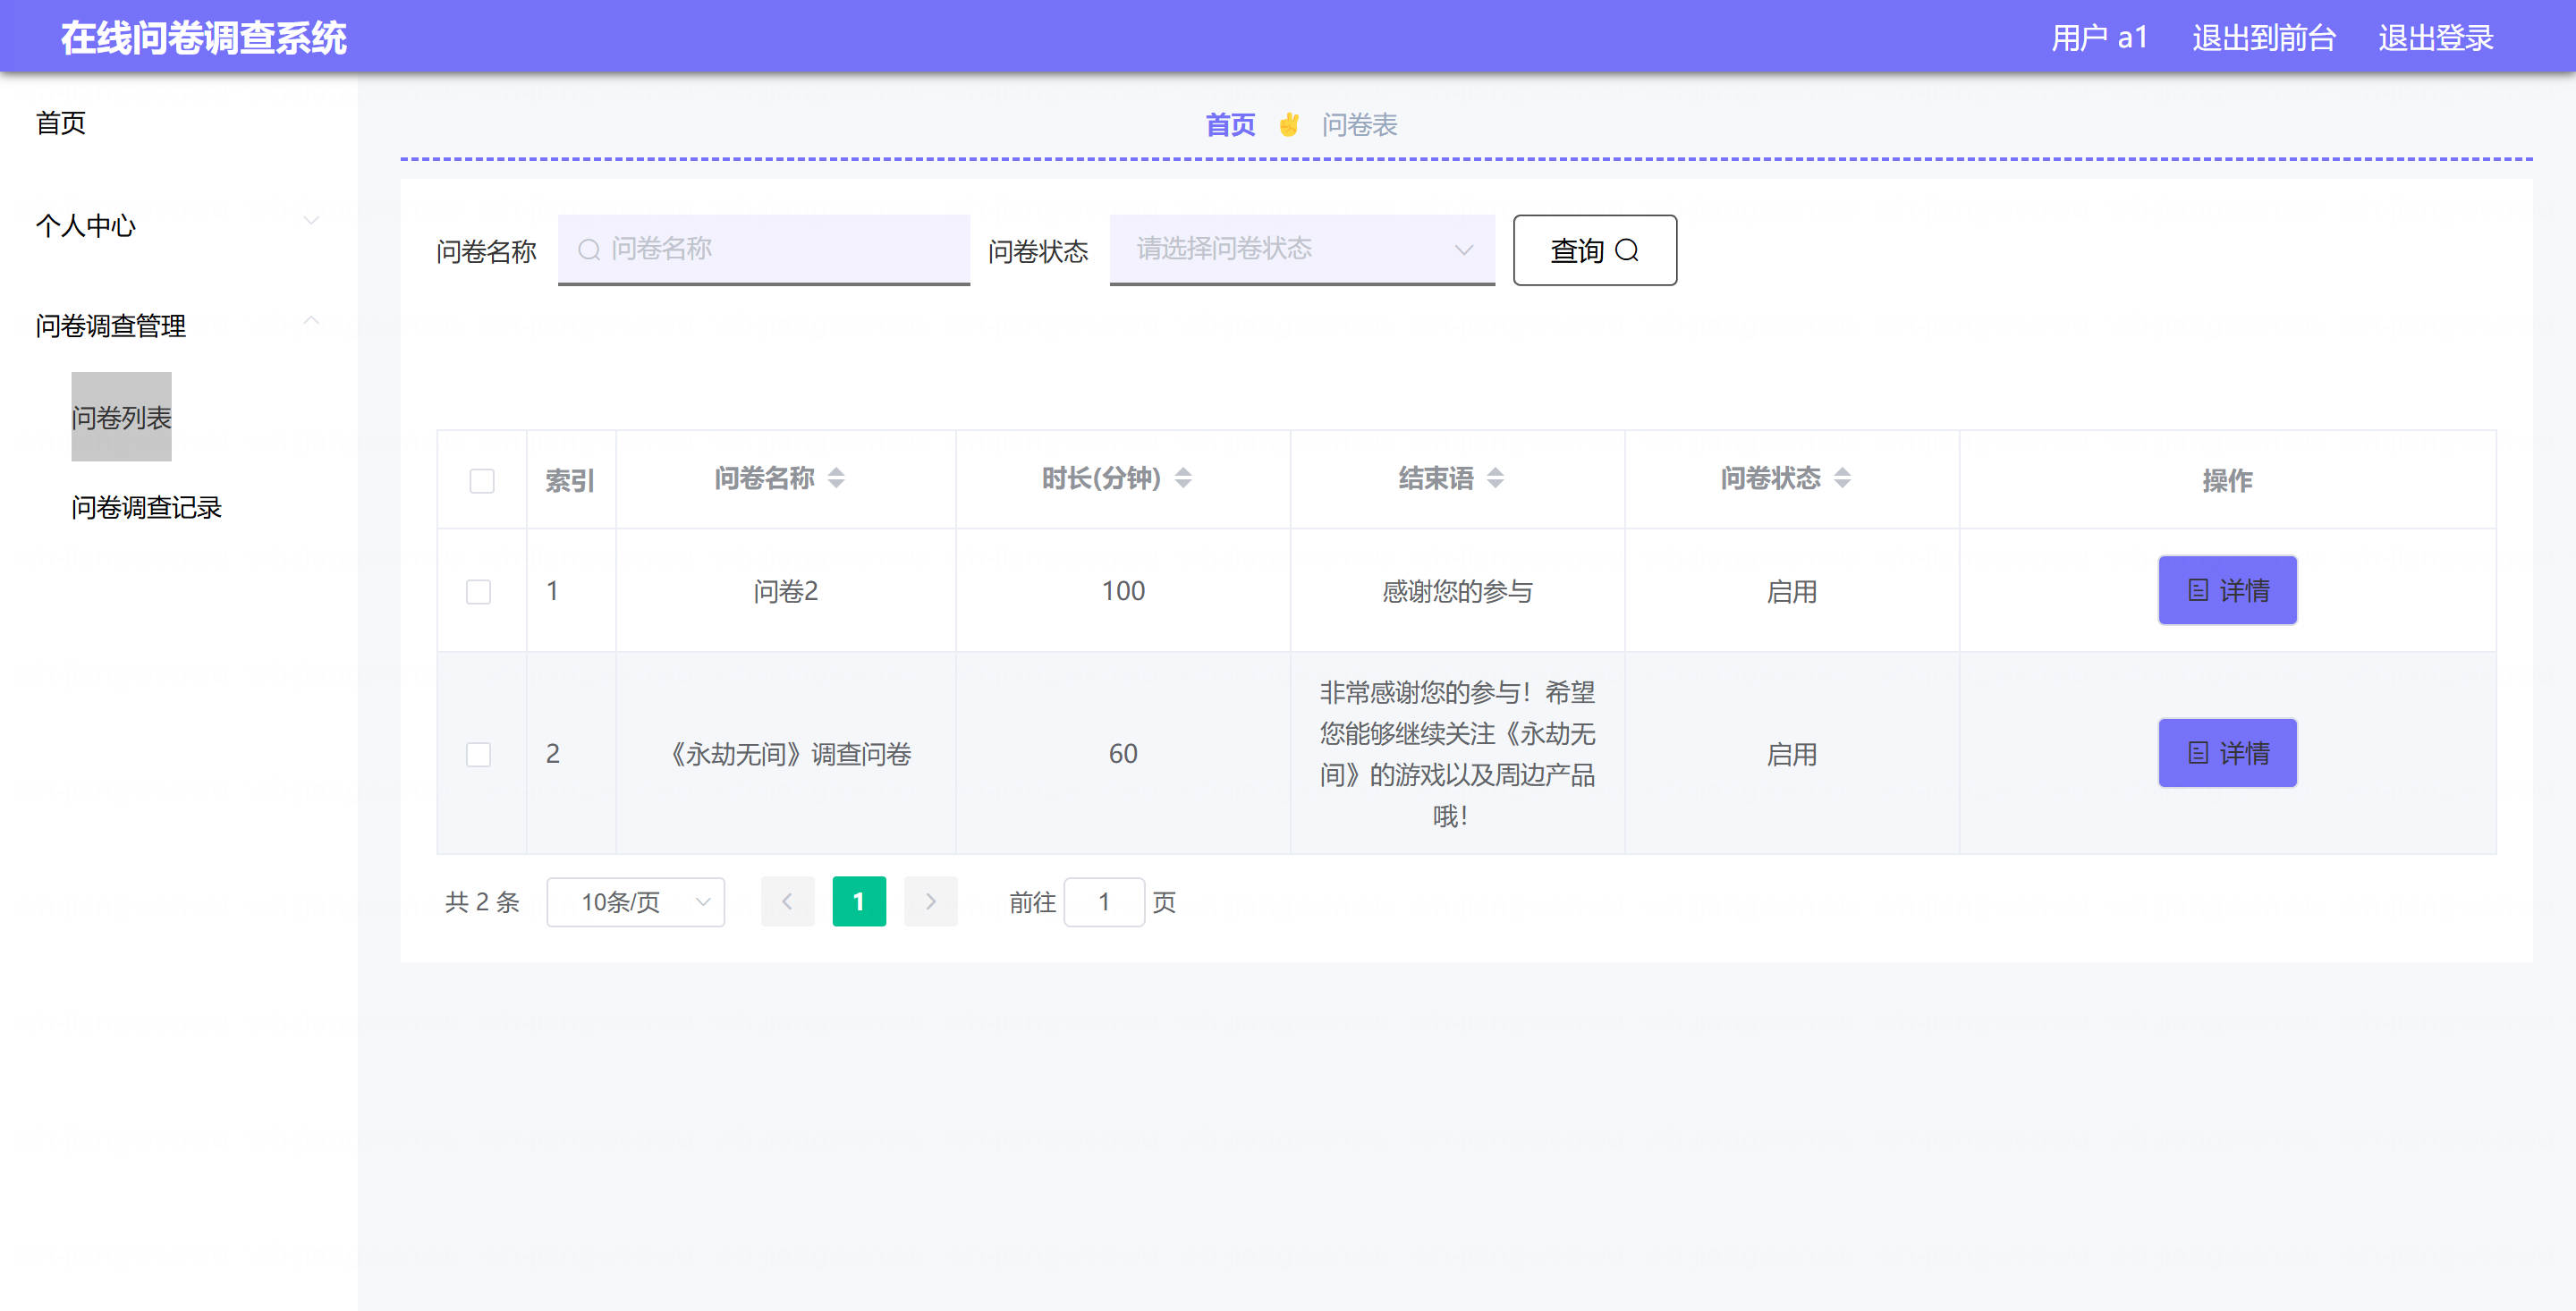 在线问卷调查系统
用户 a1 退出到前台 退出登录
首页
个人中心
问卷调查管理
问卷列表
问卷调查记录
首页 ✌ 问卷表
问卷名称 问卷名称 问卷状态 请选择问卷状态 查询
索引 问卷名称 时长(分钟) 结束语 问卷状态 操作
1 问卷2 100 感谢您的参与 启用 详情
2 《永劫无间》调查问卷 60 非常感谢您的参与！希望
您能够继续关注《永劫无
间》的游戏以及周边产品
哦！
启用 详情
共 2 条 10条/页 1 前往 1 页